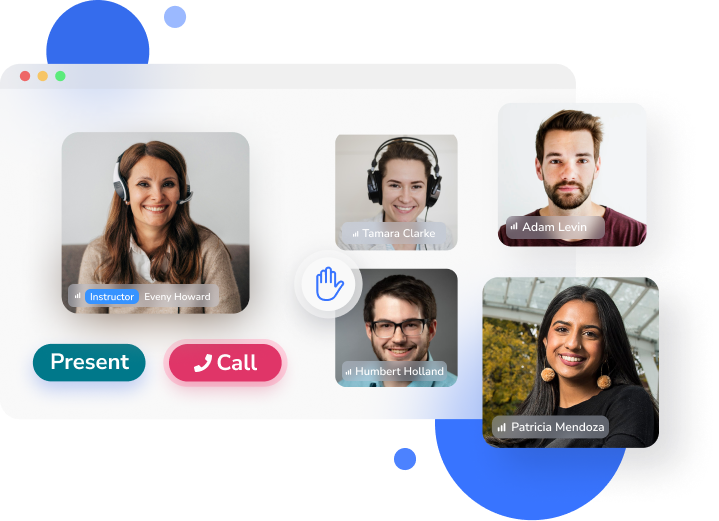 Tamara Clarke
Adam Levin
Instructor Eveny Howard
Present
Call
Humbert Holland
Patricia Mendoza